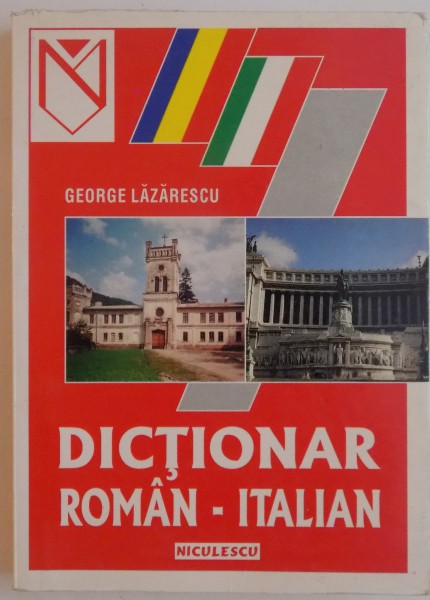 GEORGE LĂZĂRESCU
DICȚIONAR
ROMÂN - ITALIAN
NICULESCU